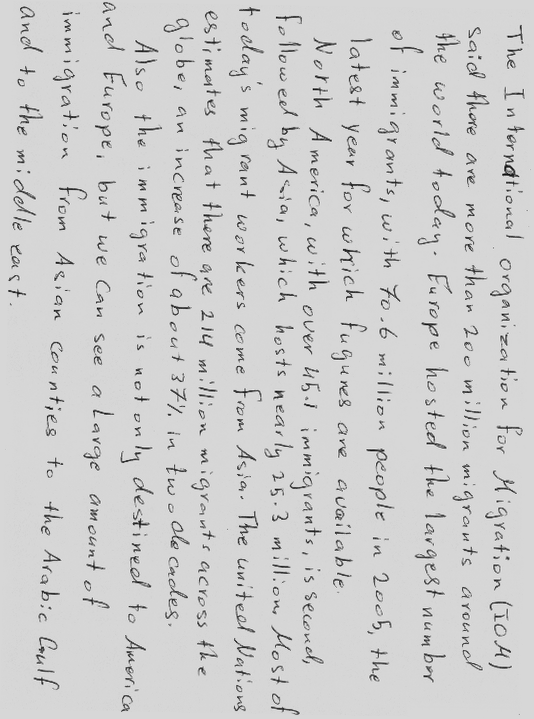 The International organization for Migration (IOM)
said there are more than 200 million migrants around
the world today. Europe hosted the largest number
of immigrants, with 70.6 million people in 2005, the
latest year for which fugures are available.
North America, with over 45.1 immigrants, is second,
followed by Asia, which hosts nearly 25.3 million. Most of
today's migrant workers come from Asia. The united Nations
estimates that there are 214 million migrants across the
globe, an increase of about 37% in two decades.
Also the immigration is not only destined to America
and Europe, but we can see a large amount of
immigration from Asian counties to the Arabic Gulf
and to the middle east.